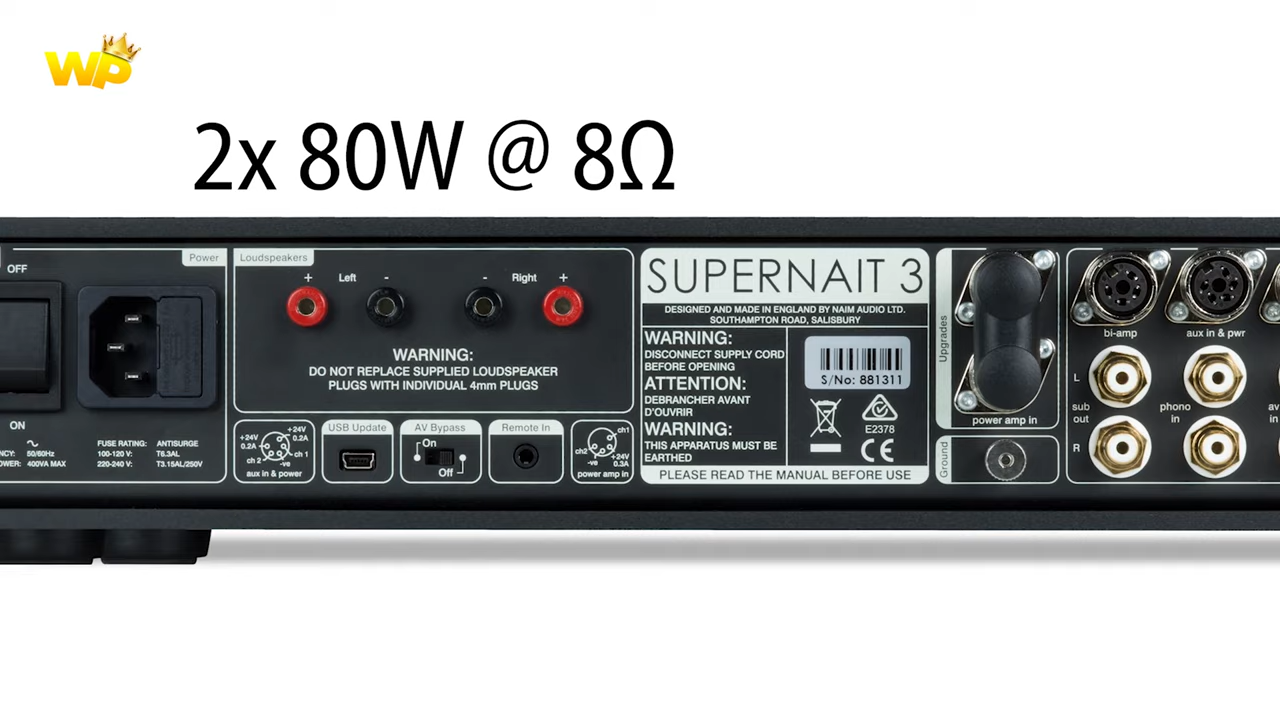 WP
2x 80W @ 8Ω
OFF
ON
Power
FUSE RATING: ANTISURGE
50/60Hz 100-120 V: T6.3AL
400VA MAX 220-240 V: T3.15AL/250V
Loudspeakers
+ Left - - Right +
WARNING:
DO NOT REPLACE SUPPLIED LOUDSPEAKER
PLUGS WITH INDIVIDUAL 4mm PLUGS
+24V 0.2A
+24V 0.2A
ch 2
ch 1
-ve
aux in & power
USB Update
AV Bypass
On
Off
Remote In
ch1
ch2
-ve
+24V 0.3A
power amp in
SUPERNAIT 3
DESIGNED AND MADE IN ENGLAND BY NAIM AUDIO LTD.
SOUTHAMPTON ROAD, SALISBURY
WARNING:
DISCONNECT SUPPLY CORD
BEFORE OPENING
ATTENTION:
DEBRANCHER AVANT
D'OUVRIR
WARNING:
THIS APPARATUS MUST BE
EARTHED
S/No: 881311
E2378
CE
PLEASE READ THE MANUAL BEFORE USE
Upgrades
power amp in
Ground
bi-amp
aux in & pwr
L
sub
out
R
phono
in
av
in